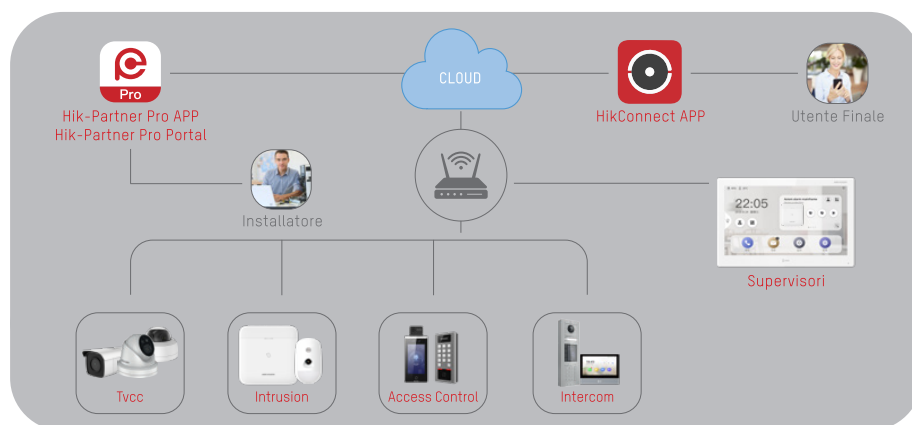 CLOUD
Pro
Hik-Partner Pro APP
Hik-Partner Pro Portal
HikConnect APP
Utente Finale
Installatore
22:05
Supervisori
Tvcc
Intrusion
Access Control
Intercom